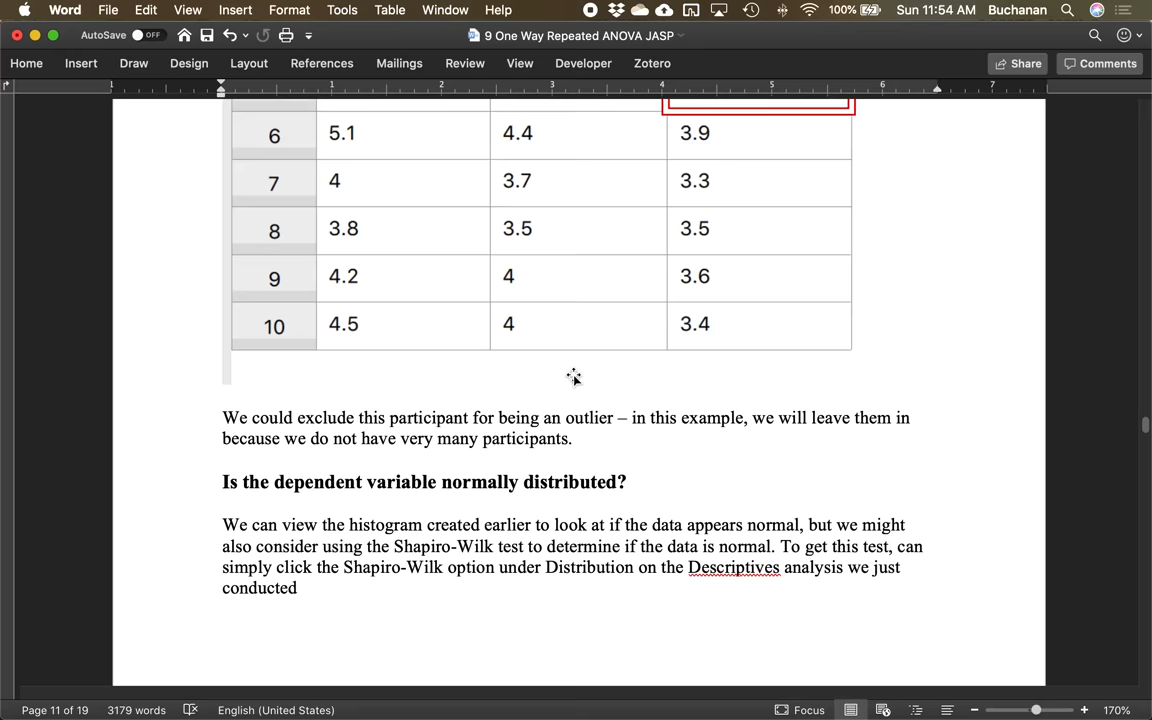 Word File Edit View Insert Format Tools Table Window Help 100% Sun 11:54 AM Buchanan
AutoSave OFF 9 One Way Repeated ANOVA JASP
Home Insert Draw Design Layout References Mailings Review View Developer Zotero Share Comments
1 1 2 3 4 5 6 7
6 5.1 4.4 3.9
7 4 3.7 3.3
8 3.8 3.5 3.5
9 4.2 4 3.6
10 4.5 4 3.4
We could exclude this participant for being an outlier – in this example, we will leave them in
because we do not have very many participants.
Is the dependent variable normally distributed?
We can view the histogram created earlier to look at if the data appears normal, but we might
also consider using the Shapiro-Wilk test to determine if the data is normal. To get this test, can
simply click the Shapiro-Wilk option under Distribution on the Descriptives analysis we just
conducted
Page 11 of 19 3179 words English (United States) Focus 170%